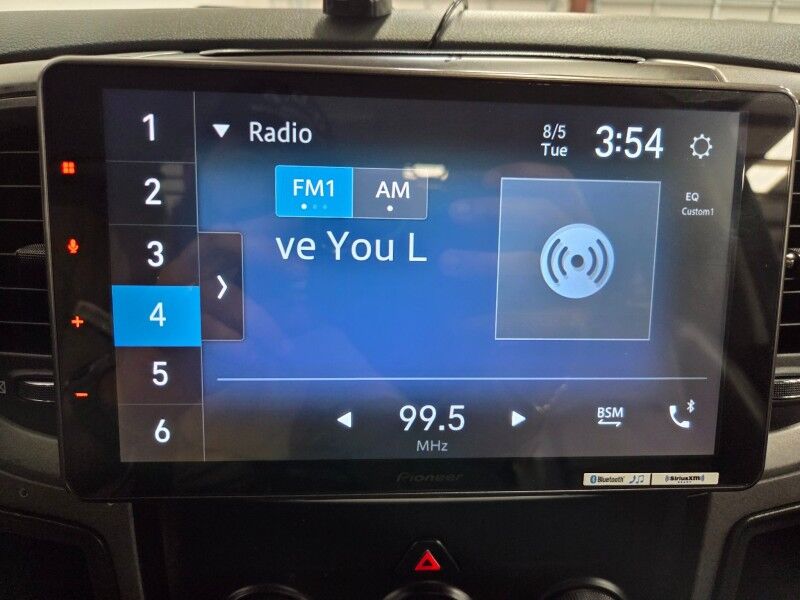 1
2
3
4
5
6
Radio
8/5
Tue
3:54
FM1
AM
EQ
Custom1
ve You L
99.5
MHz
BSM
Pioneer
Bluetooth
SiriusXM